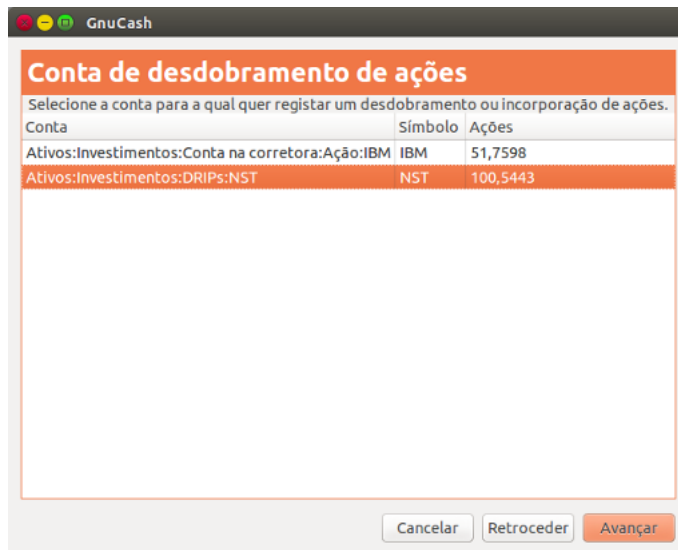 GnuCash
Conta de desdobramento de ações
Selecione a conta para a qual quer registar um desdobramento ou incorporação de ações.
Conta Símbolo Ações
Ativos:Investimentos:Conta na corretora:Ação:IBM IBM 51,7598
Ativos:Investimentos:DRIPs:NST NST 100,5443
Cancelar Retroceder Avançar